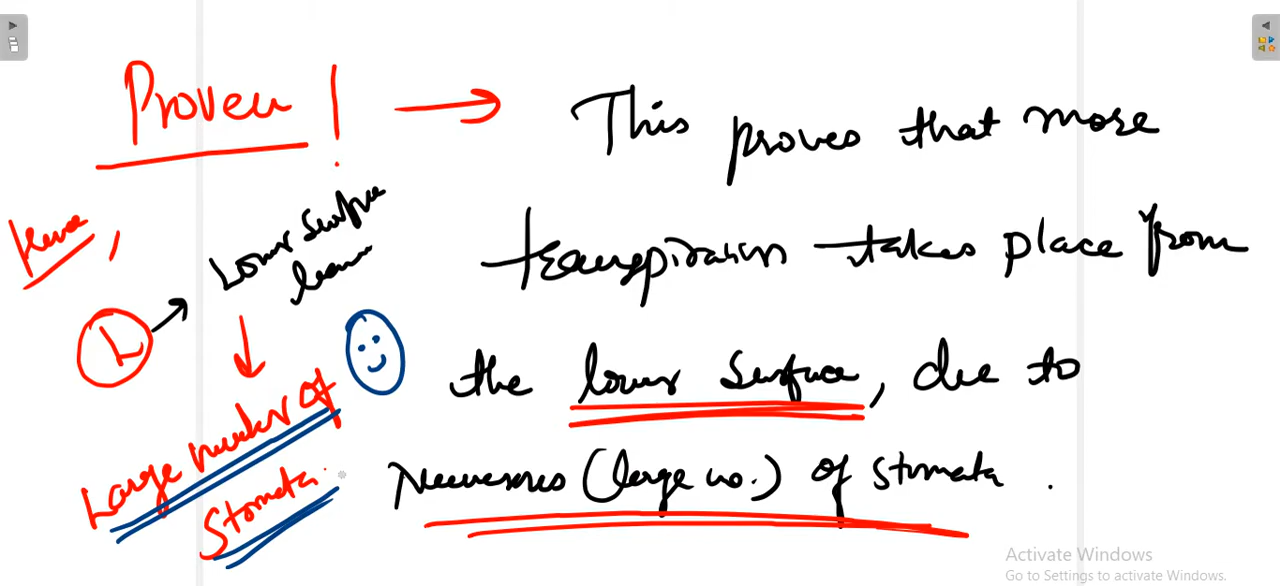 Proven !
This proves that more
transpiration takes place from
the lower surface, due to
Numerous (large no.) of stomata .
Hence,
L
Lower surface
leaves
Large number of
Stomata.
Activate Windows
Go to Settings to activate Windows.